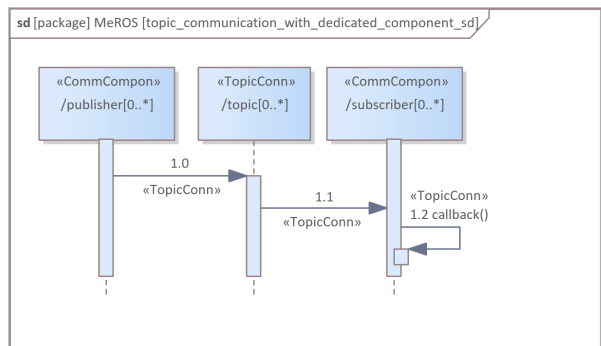 sd [package] MeROS [topic_communication_with_dedicated_component_sd]
«CommCompon»
/publisher[0..*]
«TopicConn»
/topic[0..*]
«CommCompon»
/subscriber[0..*]
1.0
«TopicConn»
1.1
«TopicConn»
«TopicConn»
1.2 callback()